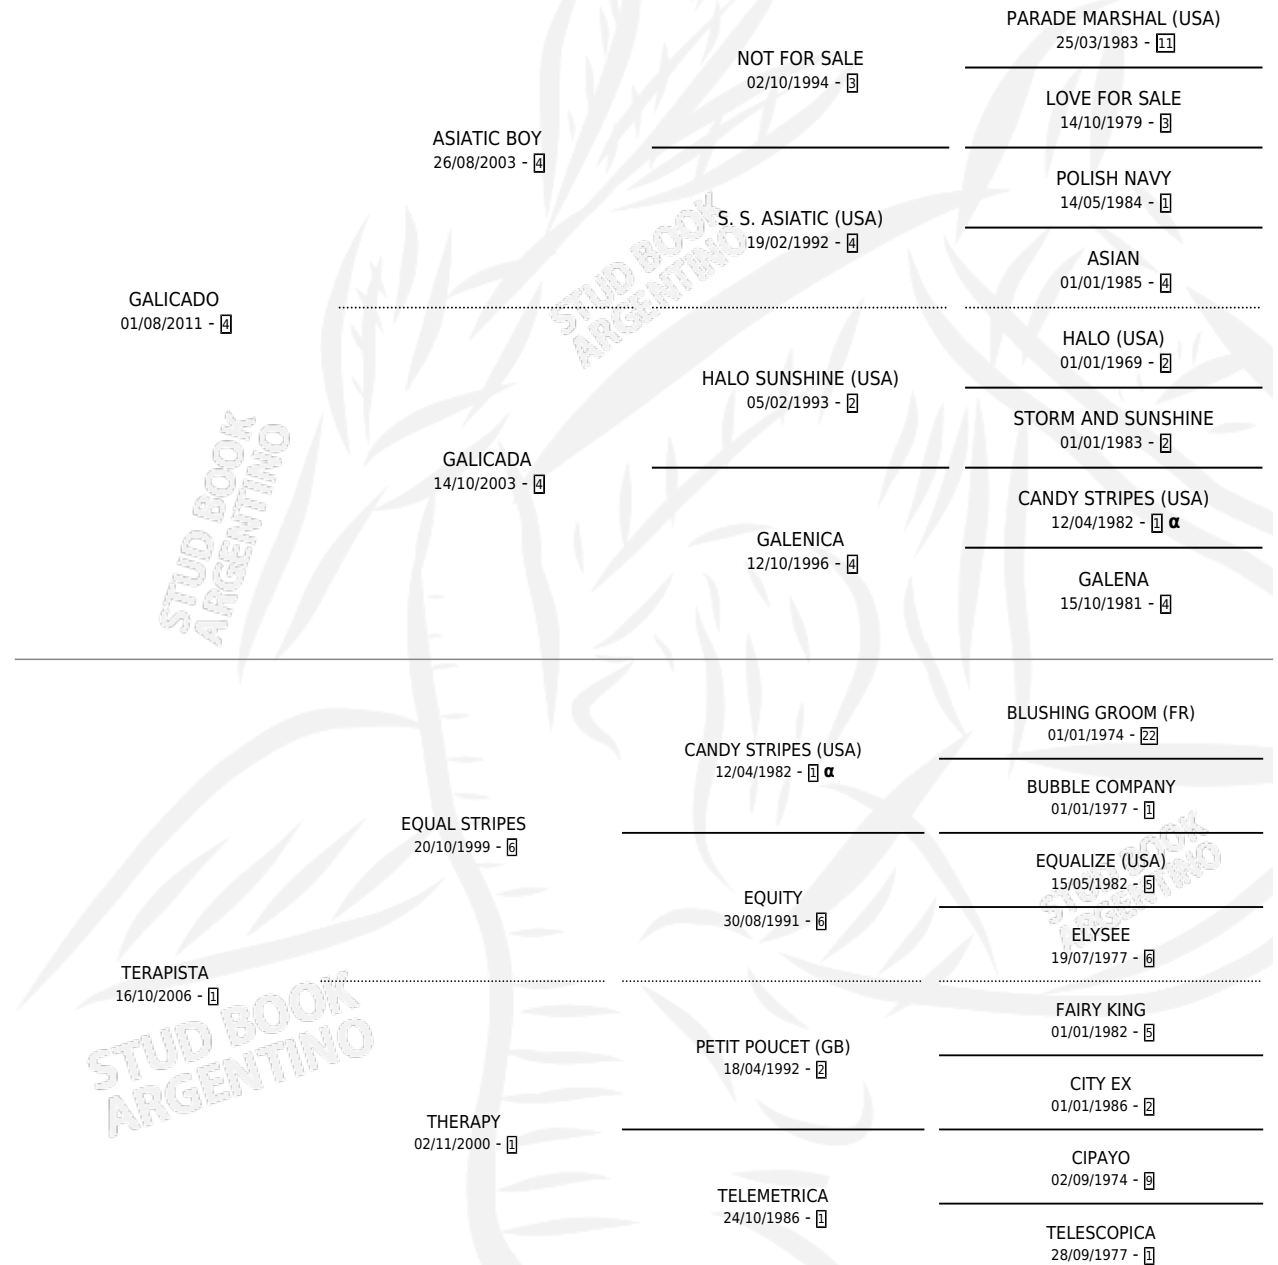 PARADE MARSHAL (USA)
25/03/1983 - 11
NOT FOR SALE
02/10/1994 - 3
LOVE FOR SALE
14/10/1979 - 3
ASIATIC BOY
26/08/2003 - 4
POLISH NAVY
14/05/1984 - 1
S. S. ASIATIC (USA)
19/02/1992 - 4
ASIAN
01/01/1985 - 4
GALICADO
01/08/2011 - 4
HALO (USA)
01/01/1969 - 2
HALO SUNSHINE (USA)
05/02/1993 - 2
STORM AND SUNSHINE
01/01/1983 - 2
GALICADA
14/10/2003 - 4
CANDY STRIPES (USA)
12/04/1982 - 1 α
GALENICA
12/10/1996 - 4
GALENA
15/10/1981 - 4
BLUSHING GROOM (FR)
01/01/1974 - 22
CANDY STRIPES (USA)
12/04/1982 - 1 α
BUBBLE COMPANY
01/01/1977 - 1
EQUAL STRIPES
20/10/1999 - 6
EQUALIZE (USA)
15/05/1982 - 5
EQUITY
30/08/1991 - 6
ELYSEE
19/07/1977 - 6
TERAPISTA
16/10/2006 - 1
FAIRY KING
01/01/1982 - 5
PETIT POUCET (GB)
18/04/1992 - 2
CITY EX
01/01/1986 - 2
THERAPY
02/11/2000 - 1
CIPAYO
02/09/1974 - 9
TELEMETRICA
24/10/1986 - 1
TELESCOPICA
28/09/1977 - 1
STUD BOOK
ARGENTINO
STUD BOOK
ARGENTINO
STUD BOOK
ARGENTINO
STUD BOOK
ARGENTINO